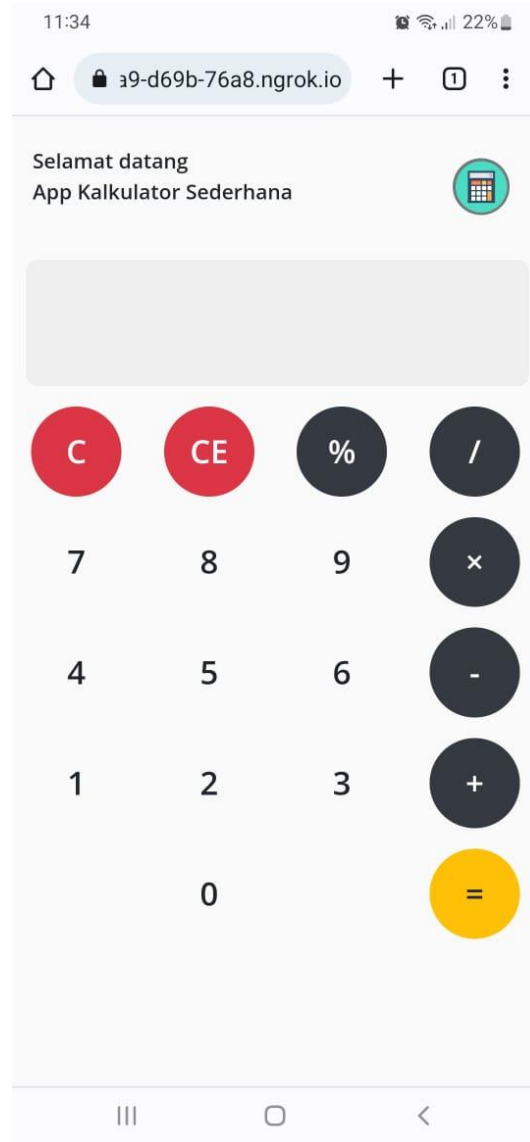 11:34 22%
a9-d69b-76a8.ngrok.io + 1
Selamat datang
App Kalkulator Sederhana
C CE % /
7 8 9 ×
4 5 6 -
1 2 3 +
0 =